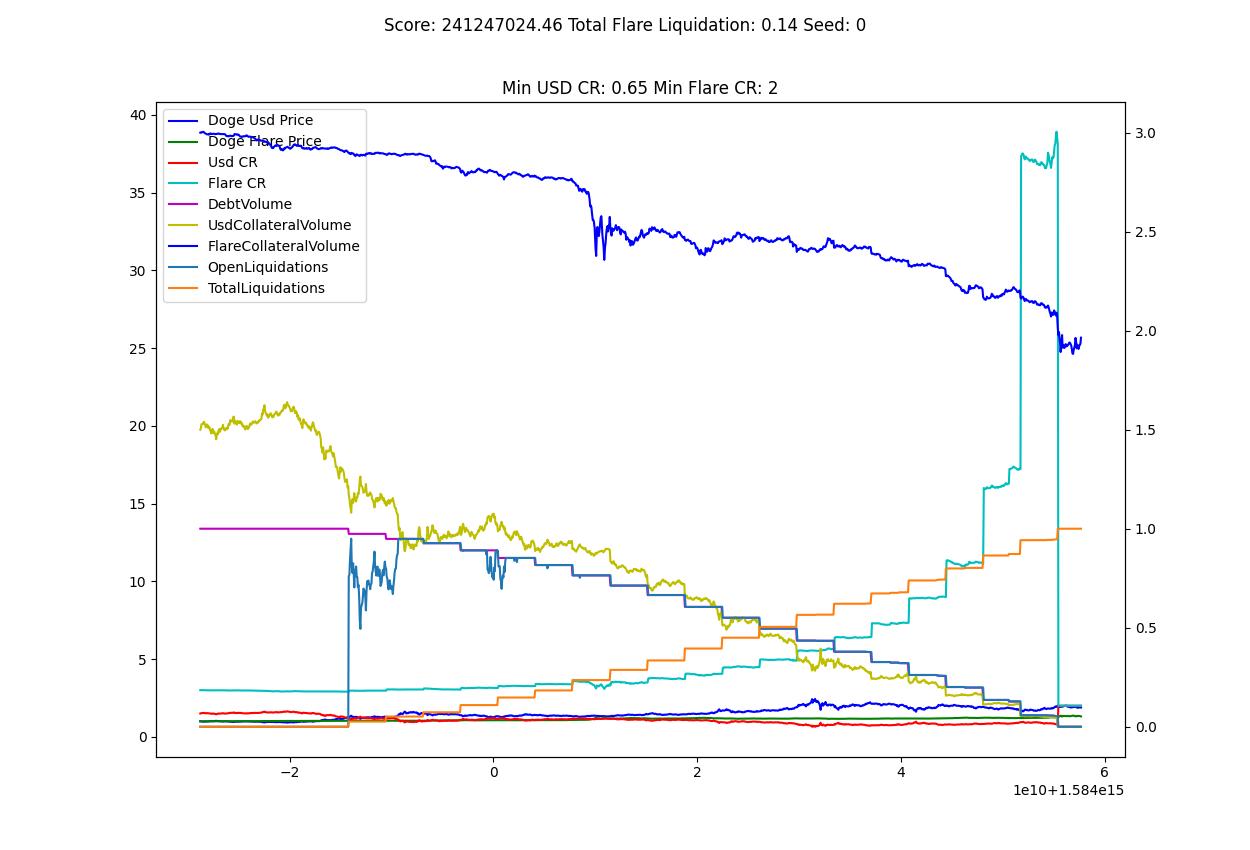 Score: 241247024.46 Total Flare Liquidation: 0.14 Seed: 0
Min USD CR: 0.65 Min Flare CR: 2
40
35
30
25
20
15
10
5
0
Doge Usd Price
Doge Flare Price
Usd CR
Flare CR
DebtVolume
UsdCollateralVolume
FlareCollateralVolume
OpenLiquidations
TotalLiquidations
3.0
2.5
2.0
1.5
1.0
0.5
0.0
−2 0 2 4 6
1e10+1.584e15